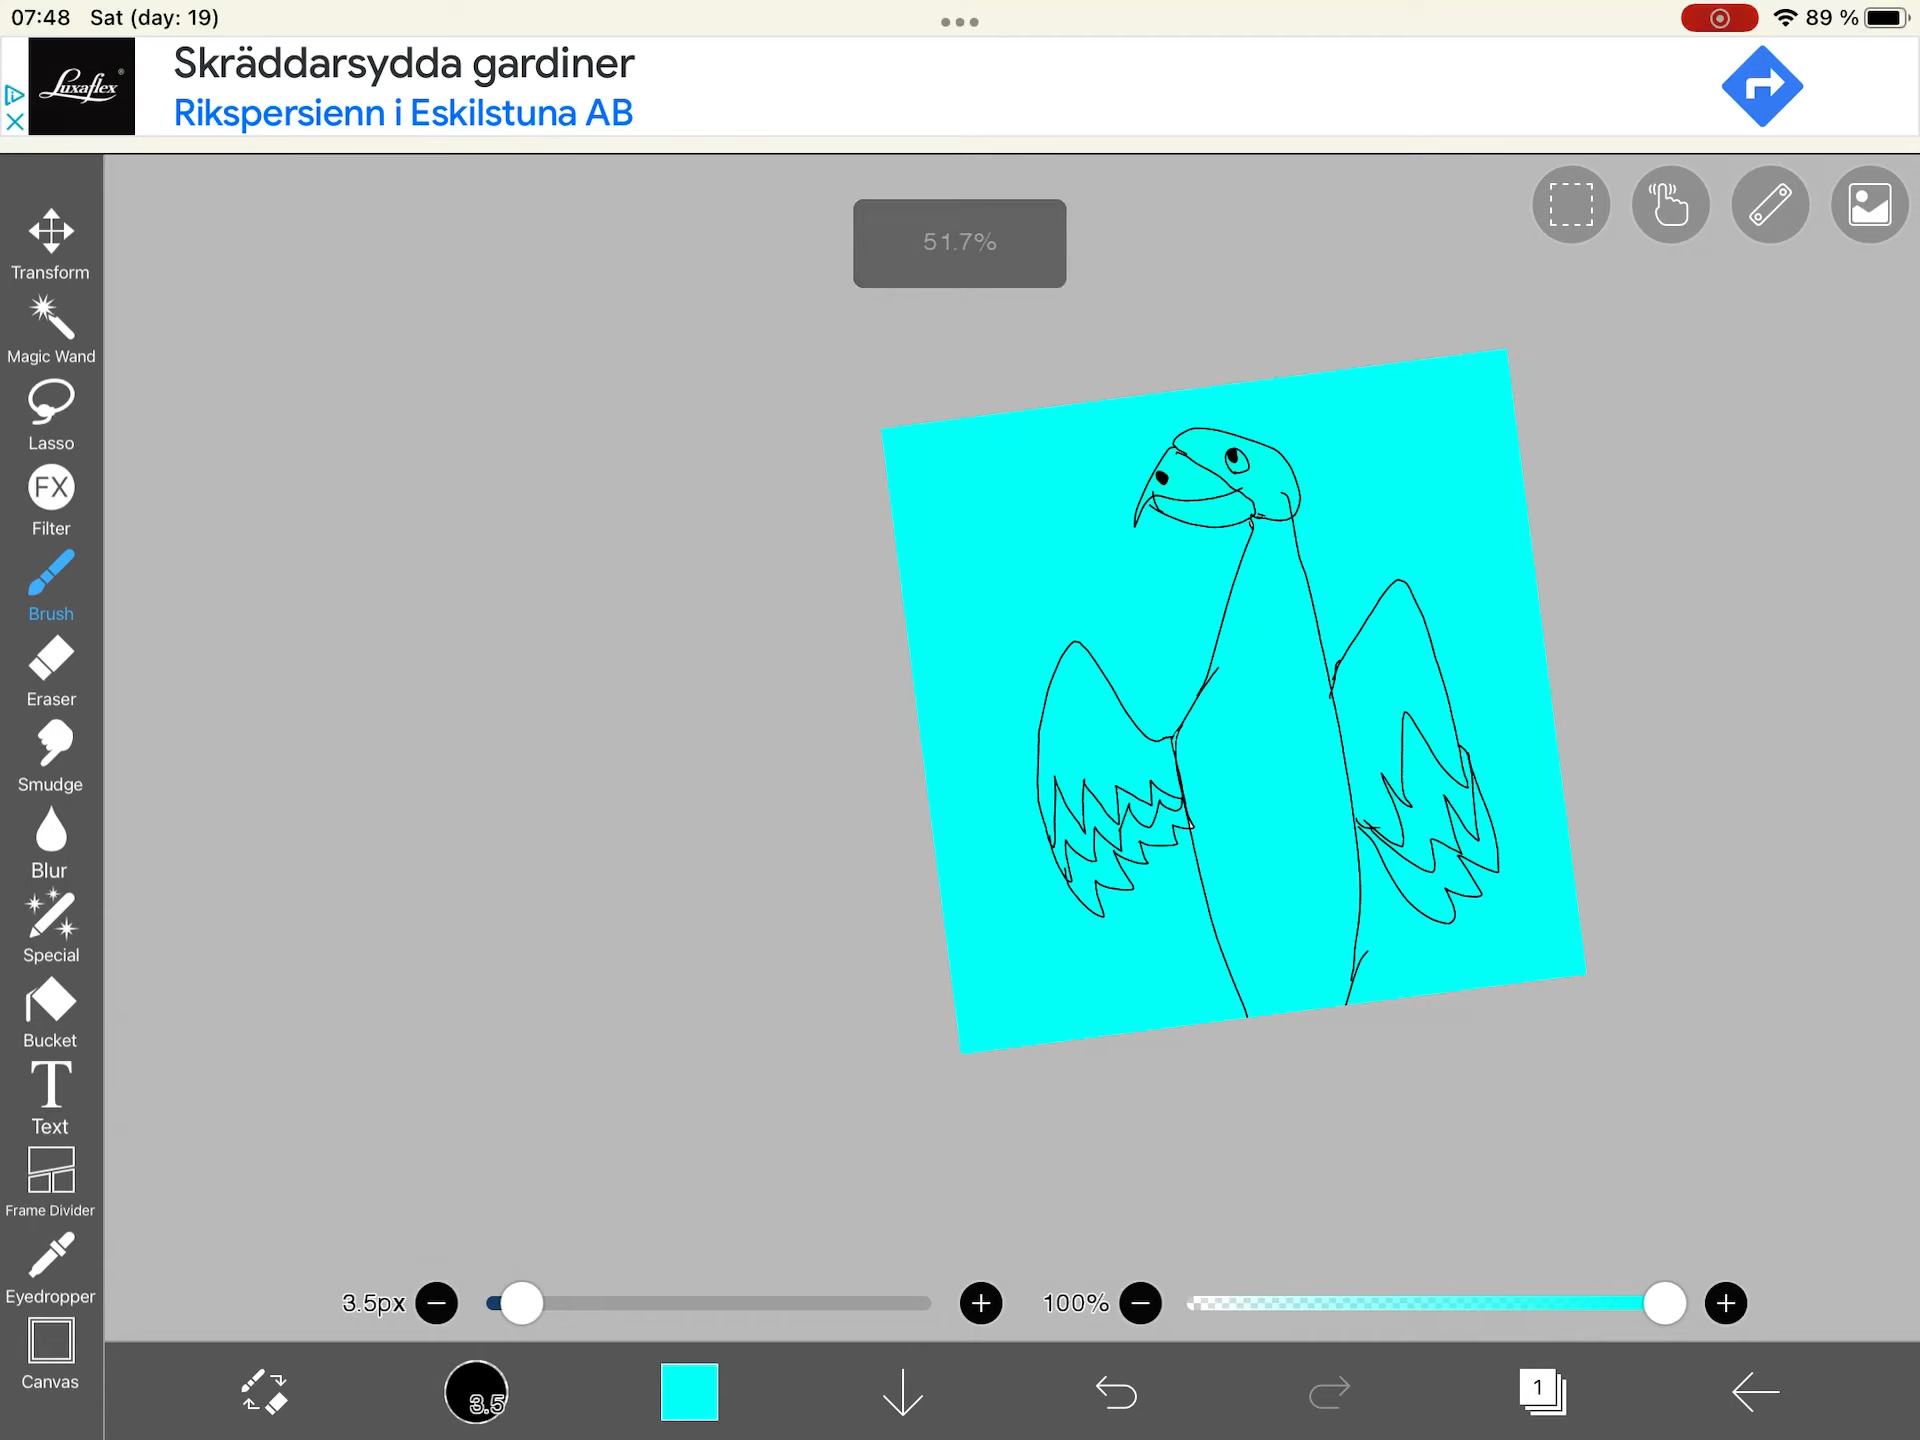 07:48 Sat (day: 19)
89 %
Luxaflex
Skräddarsydda gardiner
Rikspersienn i Eskilstuna AB
51.7%
Transform
Magic Wand
Lasso
FX
Filter
Brush
Eraser
Smudge
Blur
Special
Bucket
T
Text
Frame Divider
Eyedropper
Canvas
3.5px
100%
3.5
1